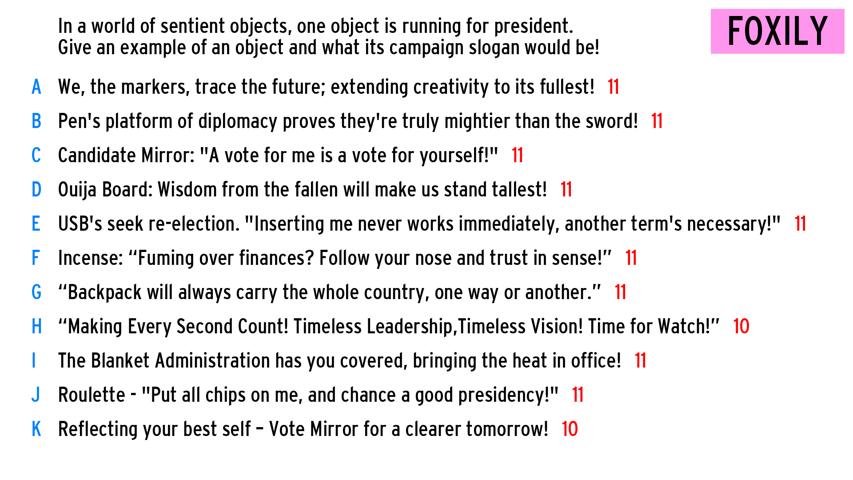 In a world of sentient objects, one object is running for president.
Give an example of an object and what its campaign slogan would be!
FOXILY
A We, the markers, trace the future; extending creativity to its fullest! 11
B Pen's platform of diplomacy proves they're truly mightier than the sword! 11
C Candidate Mirror: "A vote for me is a vote for yourself!" 11
D Ouija Board: Wisdom from the fallen will make us stand tallest! 11
E USB's seek re-election. "Inserting me never works immediately, another term's necessary!" 11
F Incense: “Fuming over finances? Follow your nose and trust in sense!” 11
G “Backpack will always carry the whole country, one way or another.” 11
H “Making Every Second Count! Timeless Leadership,Timeless Vision! Time for Watch!” 10
I The Blanket Administration has you covered, bringing the heat in office! 11
J Roulette - "Put all chips on me, and chance a good presidency!" 11
K Reflecting your best self – Vote Mirror for a clearer tomorrow! 10